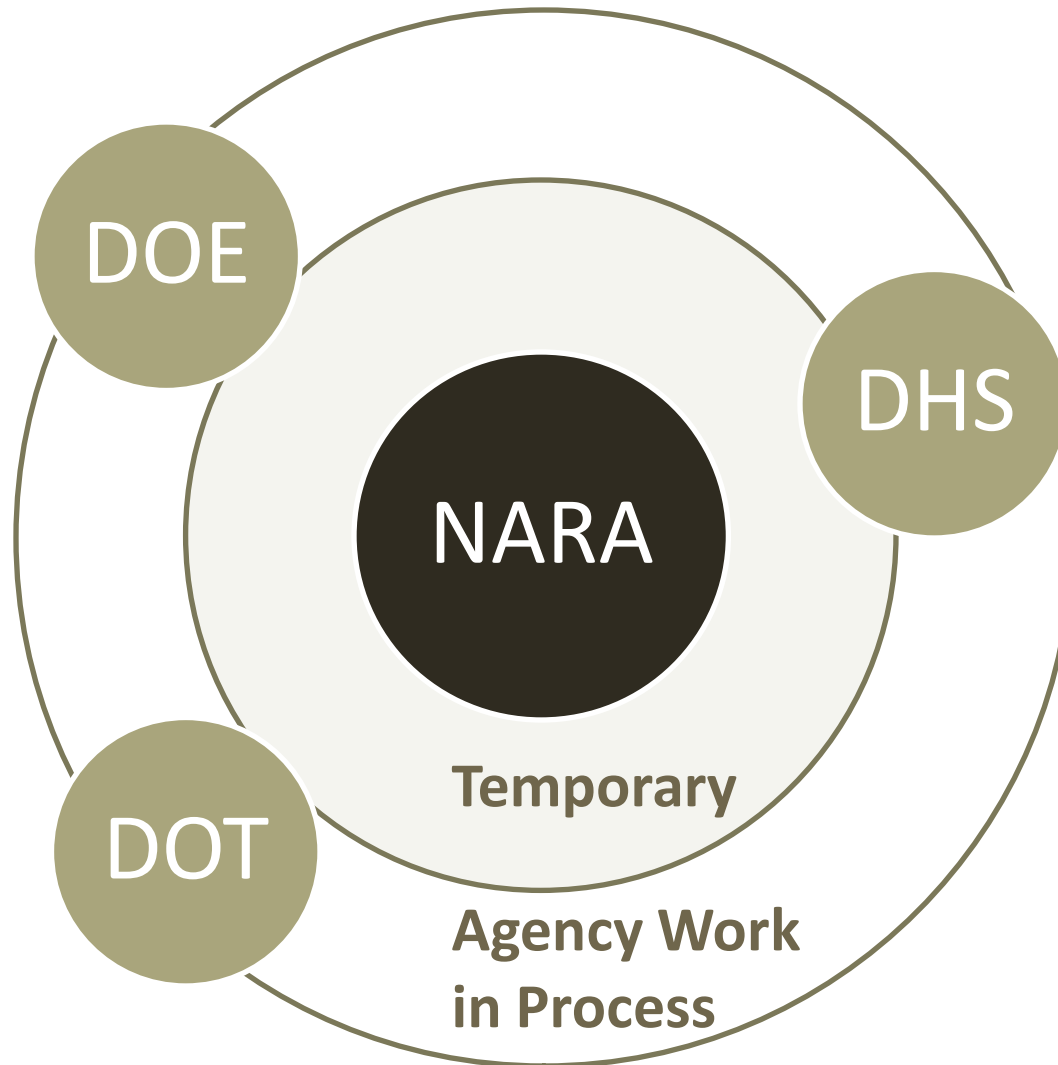 DOE
DHS
NARA
Temporary
DOT
Agency Work
in Process